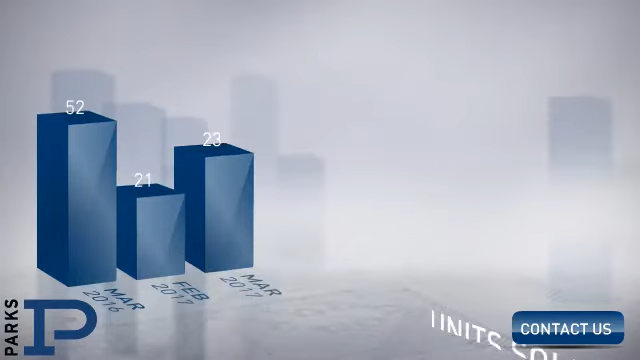 52
21
23
MAR
2016
FEB
2017
MAR
2017
UNITS
PARKS
P
CONTACT US